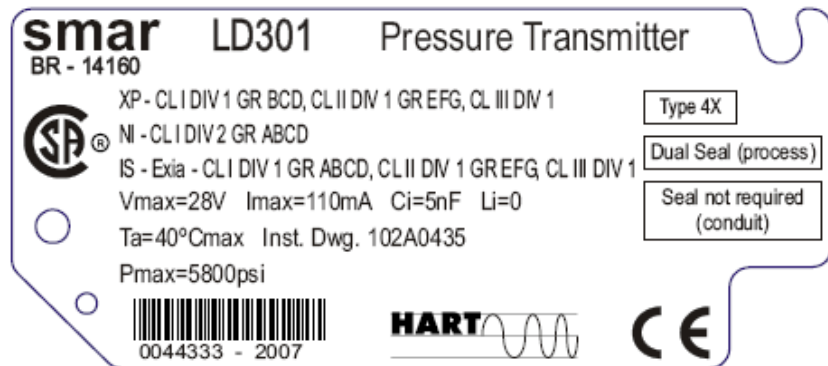 smar LD301 Pressure Transmitter
BR - 14160
XP - CL I DIV 1 GR BCD, CL II DIV 1 GR EFG, CL III DIV 1
Type 4X
SA ®
NI - CL I DIV 2 GR ABCD
Dual Seal (process)
IS - Exia - CL I DIV 1 GR ABCD, CL II DIV 1 GR EFG, CL III DIV 1
Vmax=28V Imax=110mA Ci=5nF Li=0
Seal not required
(conduit)
Ta=40ºCmax Inst. Dwg. 102A0435
Pmax=5800psi
0044333 - 2007
HART
CE